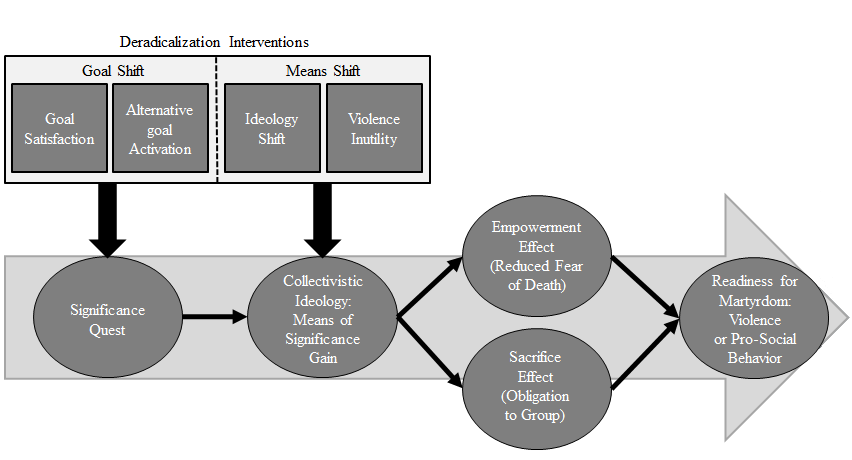 Deradicalization Interventions
Goal Shift
Means Shift
Goal
Satisfaction
Alternative
goal
Activation
Ideology
Shift
Violence
Inutility
Significance
Quest
Collectivistic
Ideology:
Means of
Significance
Gain
Empowerment
Effect
(Reduced Fear
of Death)
Sacrifice
Effect
(Obligation
to Group)
Readiness for
Martyrdom:
Violence
or Pro-Social
Behavior